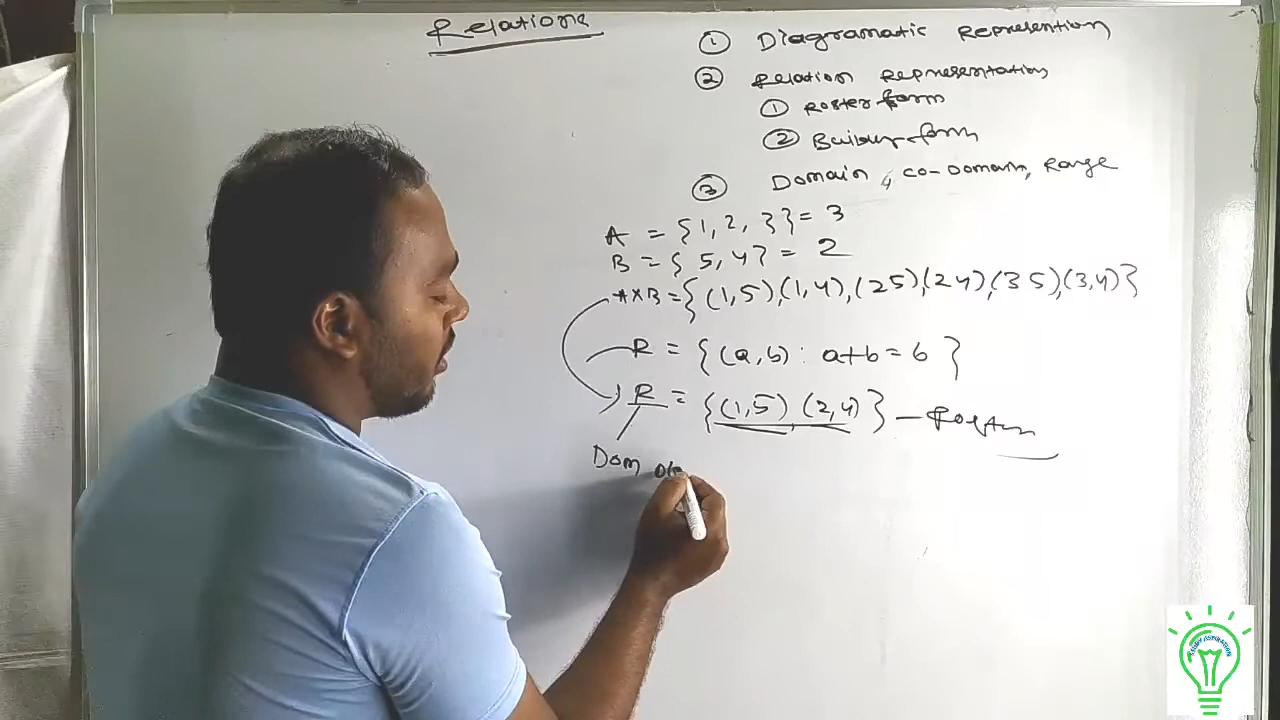 Relations
① Diagramatic Represention
② Relation Representation
① Roster form
② Builder form
③ Domain, co-Domain, Range
A = {1, 2, 3} = 3
B = {5, 4} = 2
A×B = {(1,5),(1,4),(2 5),(2 4),(3 5),(3,4)}
R = {(a,b) : a+b = 6}
R = {(1,5) (2,4)} -
Dom of